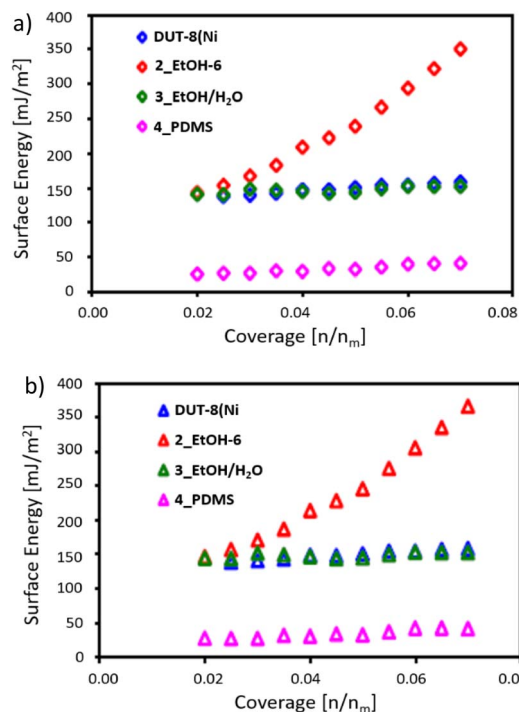 a)
400
350
300
250
200
150
100
50
0
Surface Energy [mJ/m²]
DUT-8(Ni
2_EtOH-6
3_EtOH/H₂O
4_PDMS
0.00 0.02 0.04 0.06 0.08
Coverage [n/nₘ]
b)
400
350
300
250
200
150
100
50
0
Surface Energy [mJ/m²]
DUT-8(Ni
2_EtOH-6
3_EtOH/H₂O
4_PDMS
0.00 0.02 0.04 0.06 0.0
Coverage [n/nₘ]